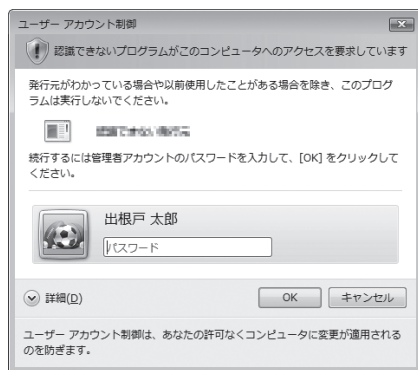 ユーザー アカウント制御
認識できないプログラムがこのコンピュータへのアクセスを要求しています
発行元がわかっている場合や以前使用したことがある場合を除き、このプログ
ラムは実行しないでください。
続行するには管理者アカウントのパスワードを入力して、[OK] をクリックして
ください。
出根戸 太郎
パスワード
詳細(D)
OK
キャンセル
ユーザー アカウント制御は、あなたの許可なくコンピュータに変更が適用される
のを防ぎます。